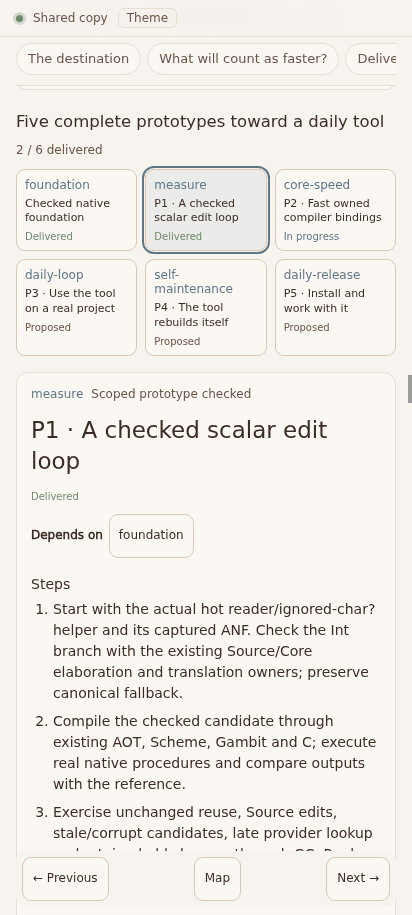 Shared copy Theme
The destination What will count as faster? Delive
Five complete prototypes toward a daily tool
2 / 6 delivered
foundation
Checked native
foundation
Delivered
measure
P1 · A checked
scalar edit loop
Delivered
core-speed
P2 · Fast owned
compiler bindings
In progress
daily-loop
P3 · Use the tool
on a real project
Proposed
self-
maintenance
P4 · The tool
rebuilds itself
Proposed
daily-release
P5 · Install and
work with it
Proposed
measure Scoped prototype checked
P1 · A checked scalar edit
loop
Delivered
Depends on foundation
Steps
1. Start with the actual hot reader/ignored-char?
helper and its captured ANF. Check the Int
branch with the existing Source/Core
elaboration and translation owners; preserve
canonical fallback.
2. Compile the checked candidate through
existing AOT, Scheme, Gambit and C; execute
real native procedures and compare outputs
with the reference.
3. Exercise unchanged reuse, Source edits,
stale/corrupt candidates, late provider lookup
← Previous Map Next →